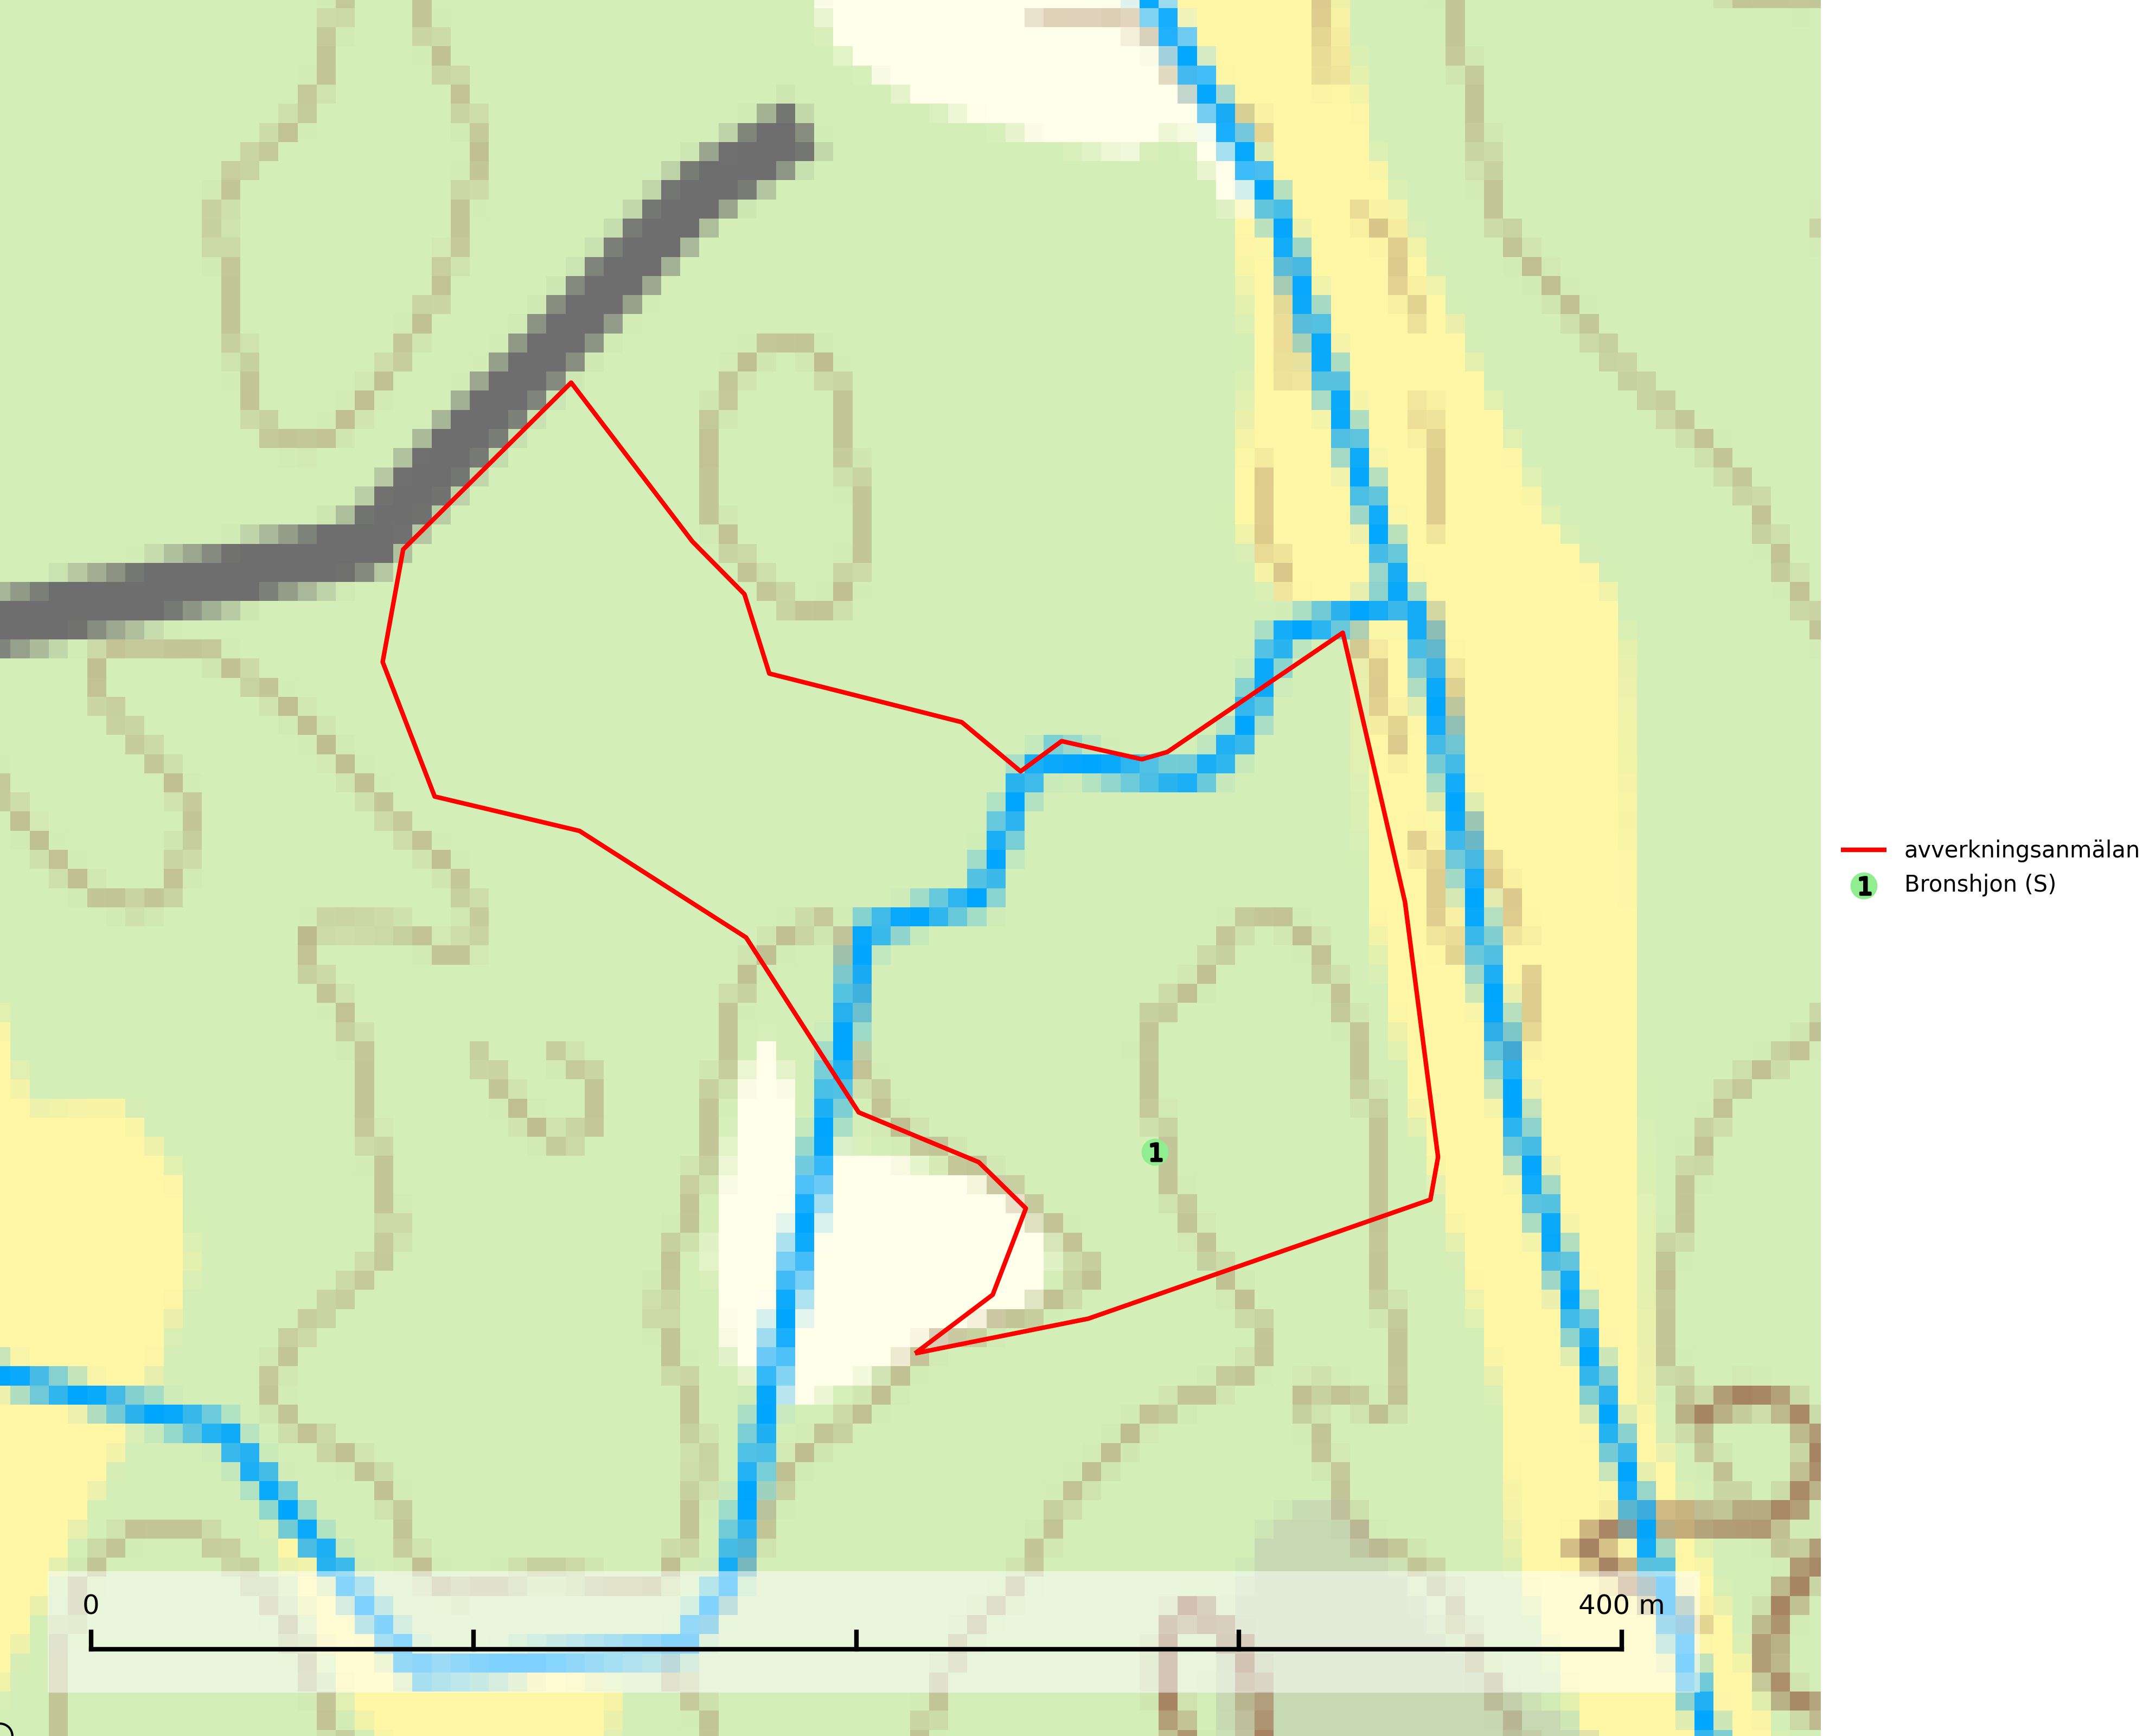 avverkningsanmälan
1 Bronshjon (S)
1
0 400 m